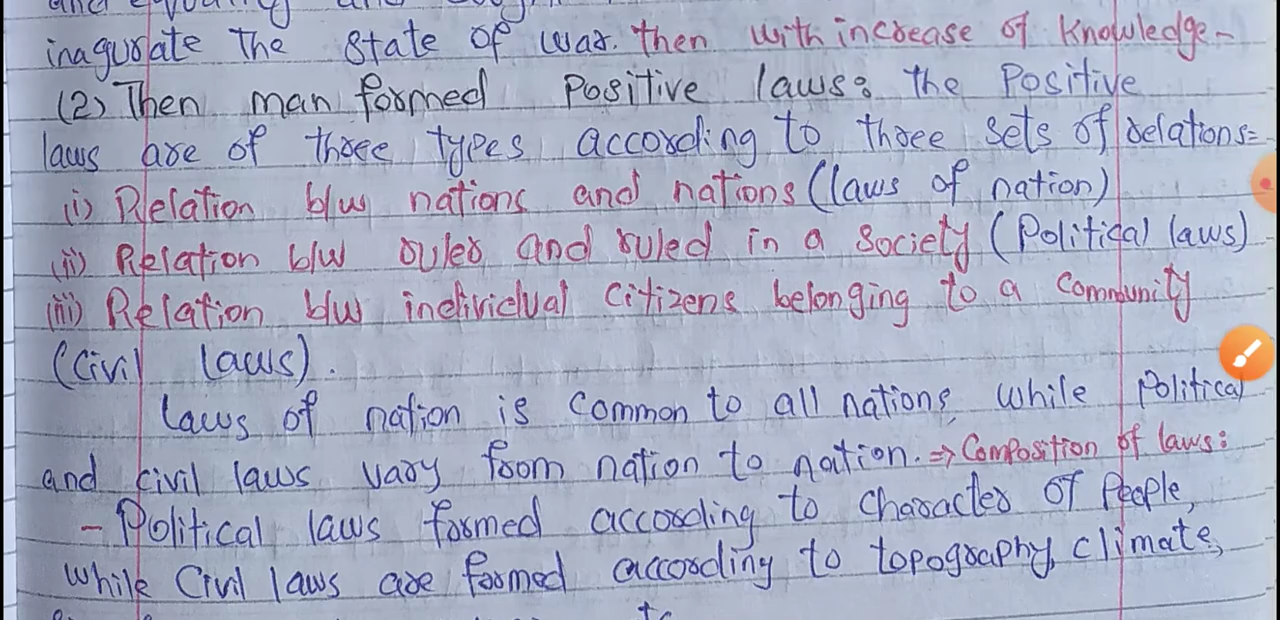 and equality and
inagurate The State of war. then with increase of Knowledge-
(2) Then man formed Positive laws: the Positive
laws are of three types according to three sets of relations=
(i) Relation b/w nations and nations (laws of nation)
(ii) Relation b/w ruler and ruled in a society (Political laws)
(iii) Relation b/w individual citizens belonging to a Community
(Civil laws).
laws of nation is common to all nations, while Political
and civil laws vary from nation to nation. ⇒ Composition of laws:
- Political laws formed according to character of People,
while Civil laws are formed according to topography, climate,